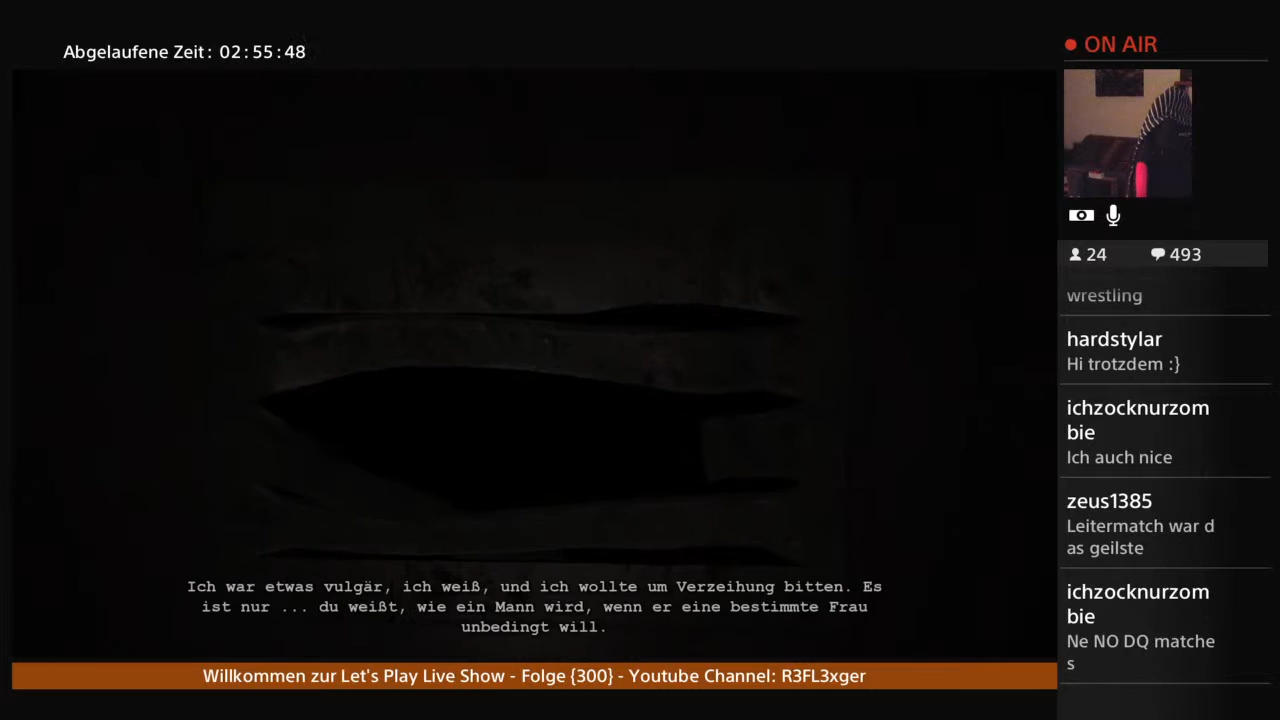 Abgelaufene Zeit: 02:55:48
ON AIR
24 493
wrestling
hardstylar
Hi trotzdem :}
ichzocknurzom
bie
Ich auch nice
zeus1385
Leitermatch war d
as geilste
ichzocknurzom
bie
Ne NO DQ matche
s
Ich war etwas vulgär, ich weiß, und ich wollte um Verzeihung bitten. Es
ist nur ... du weißt, wie ein Mann wird, wenn er eine bestimmte Frau
unbedingt will.
Willkommen zur Let's Play Live Show - Folge {300} - Youtube Channel: R3FL3xger